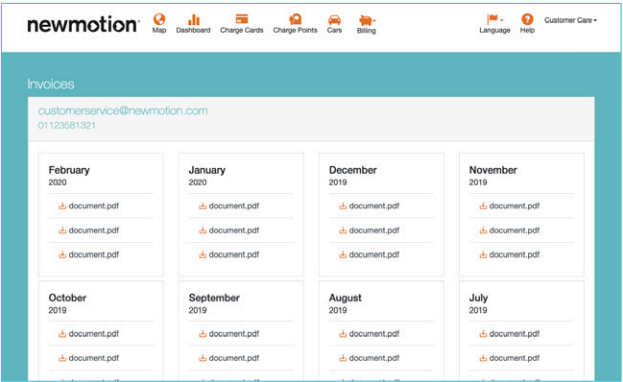 newmotion
Map Dashboard Charge Cards Charge Points Cars Billing Language Help Customer Care
Invoices
customerservice@newmotion.com
01123581321
February January December November
2020 2020 2019 2019
document.pdf document.pdf document.pdf document.pdf
document.pdf document.pdf document.pdf document.pdf
document.pdf document.pdf document.pdf document.pdf
October September August July
2019 2019 2019 2019
document.pdf document.pdf document.pdf document.pdf
document.pdf document.pdf document.pdf document.pdf